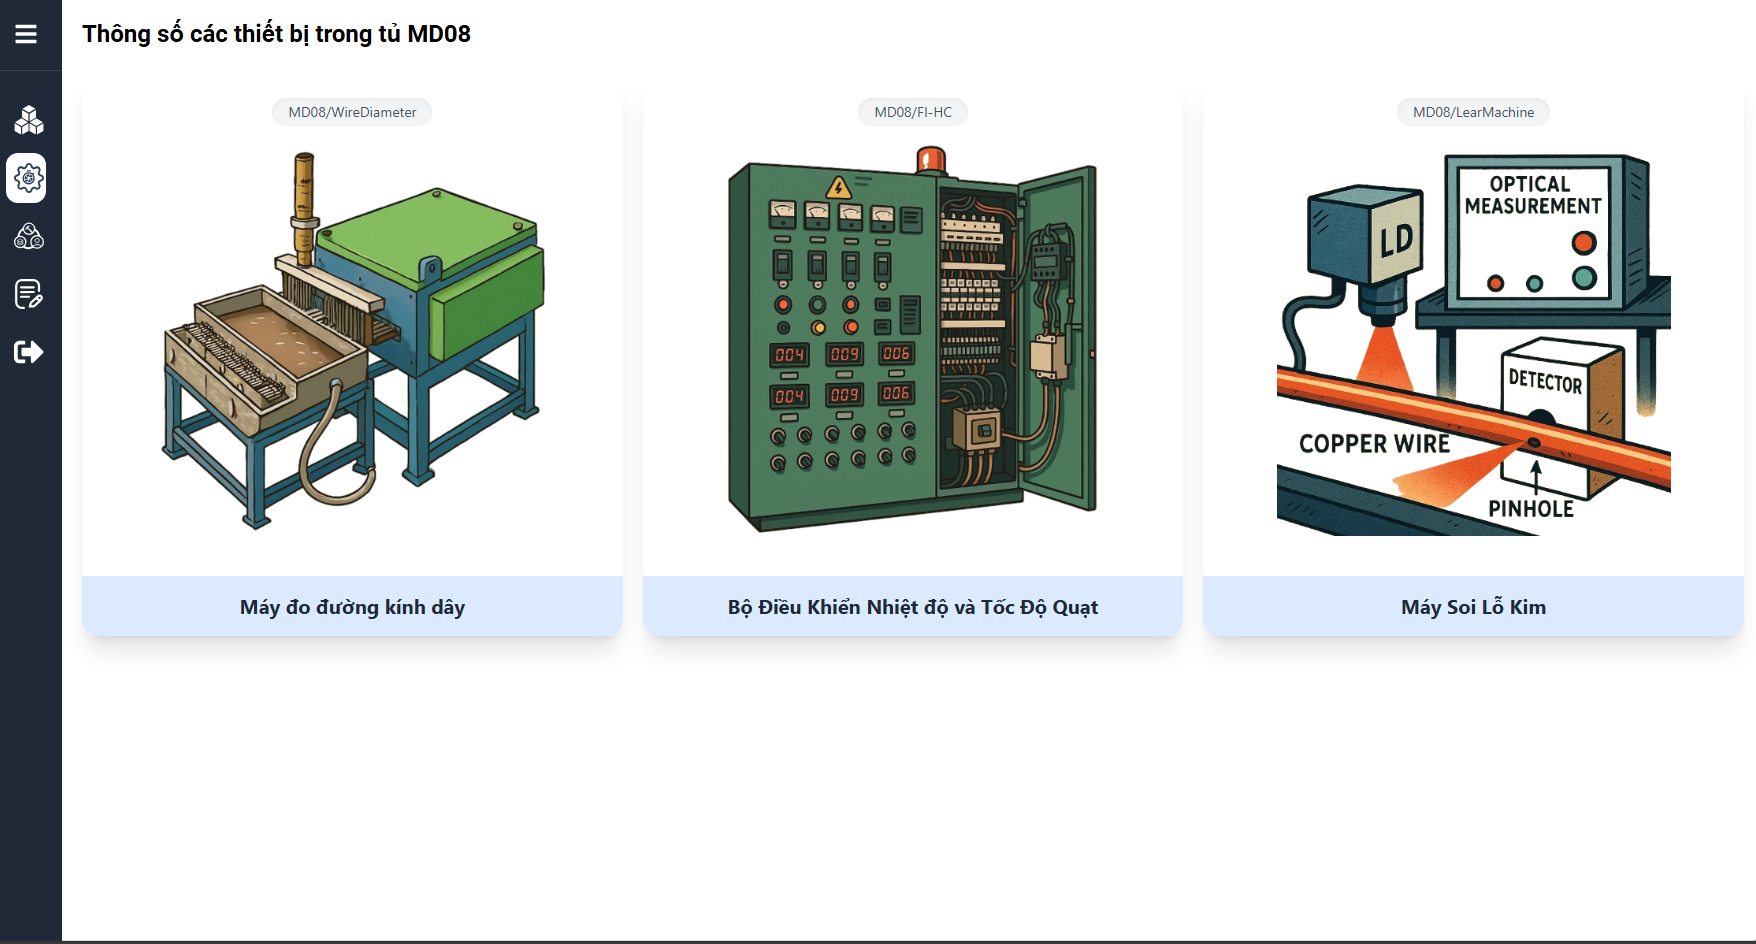 Thông số các thiết bị trong tủ MD08
MD08/WireDiameter
Máy đo đường kính dây
MD08/FI-HC
004 009 006
004 009 006
Bộ Điều Khiển Nhiệt độ và Tốc Độ Quạt
MD08/LearMachine
OPTICAL
MEASUREMENT
LD
DETECTOR
COPPER WIRE
PINHOLE
Máy Soi Lỗ Kim